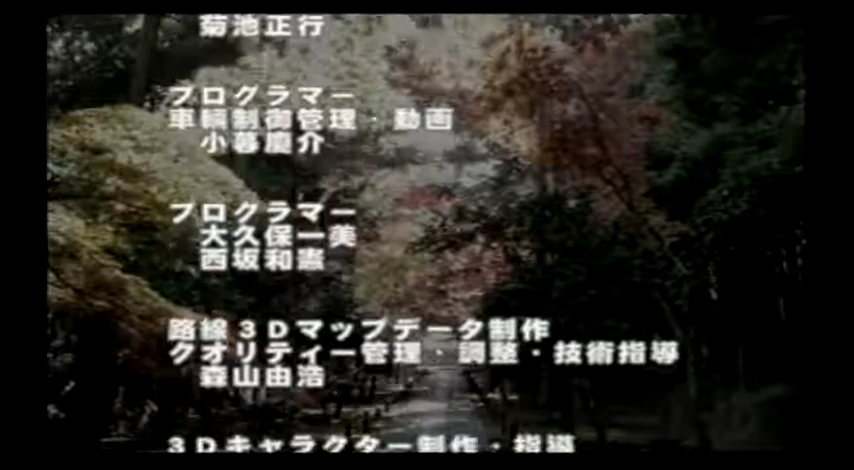 菊池正行
プログラマー
車輌制御管理・動画
小暮慶介
プログラマー
大久保一美
西坂和憲
路線3Dマップデータ制作
クオリティー管理・調整・技術指導
森山由浩
3Dキャラクター制作・指導